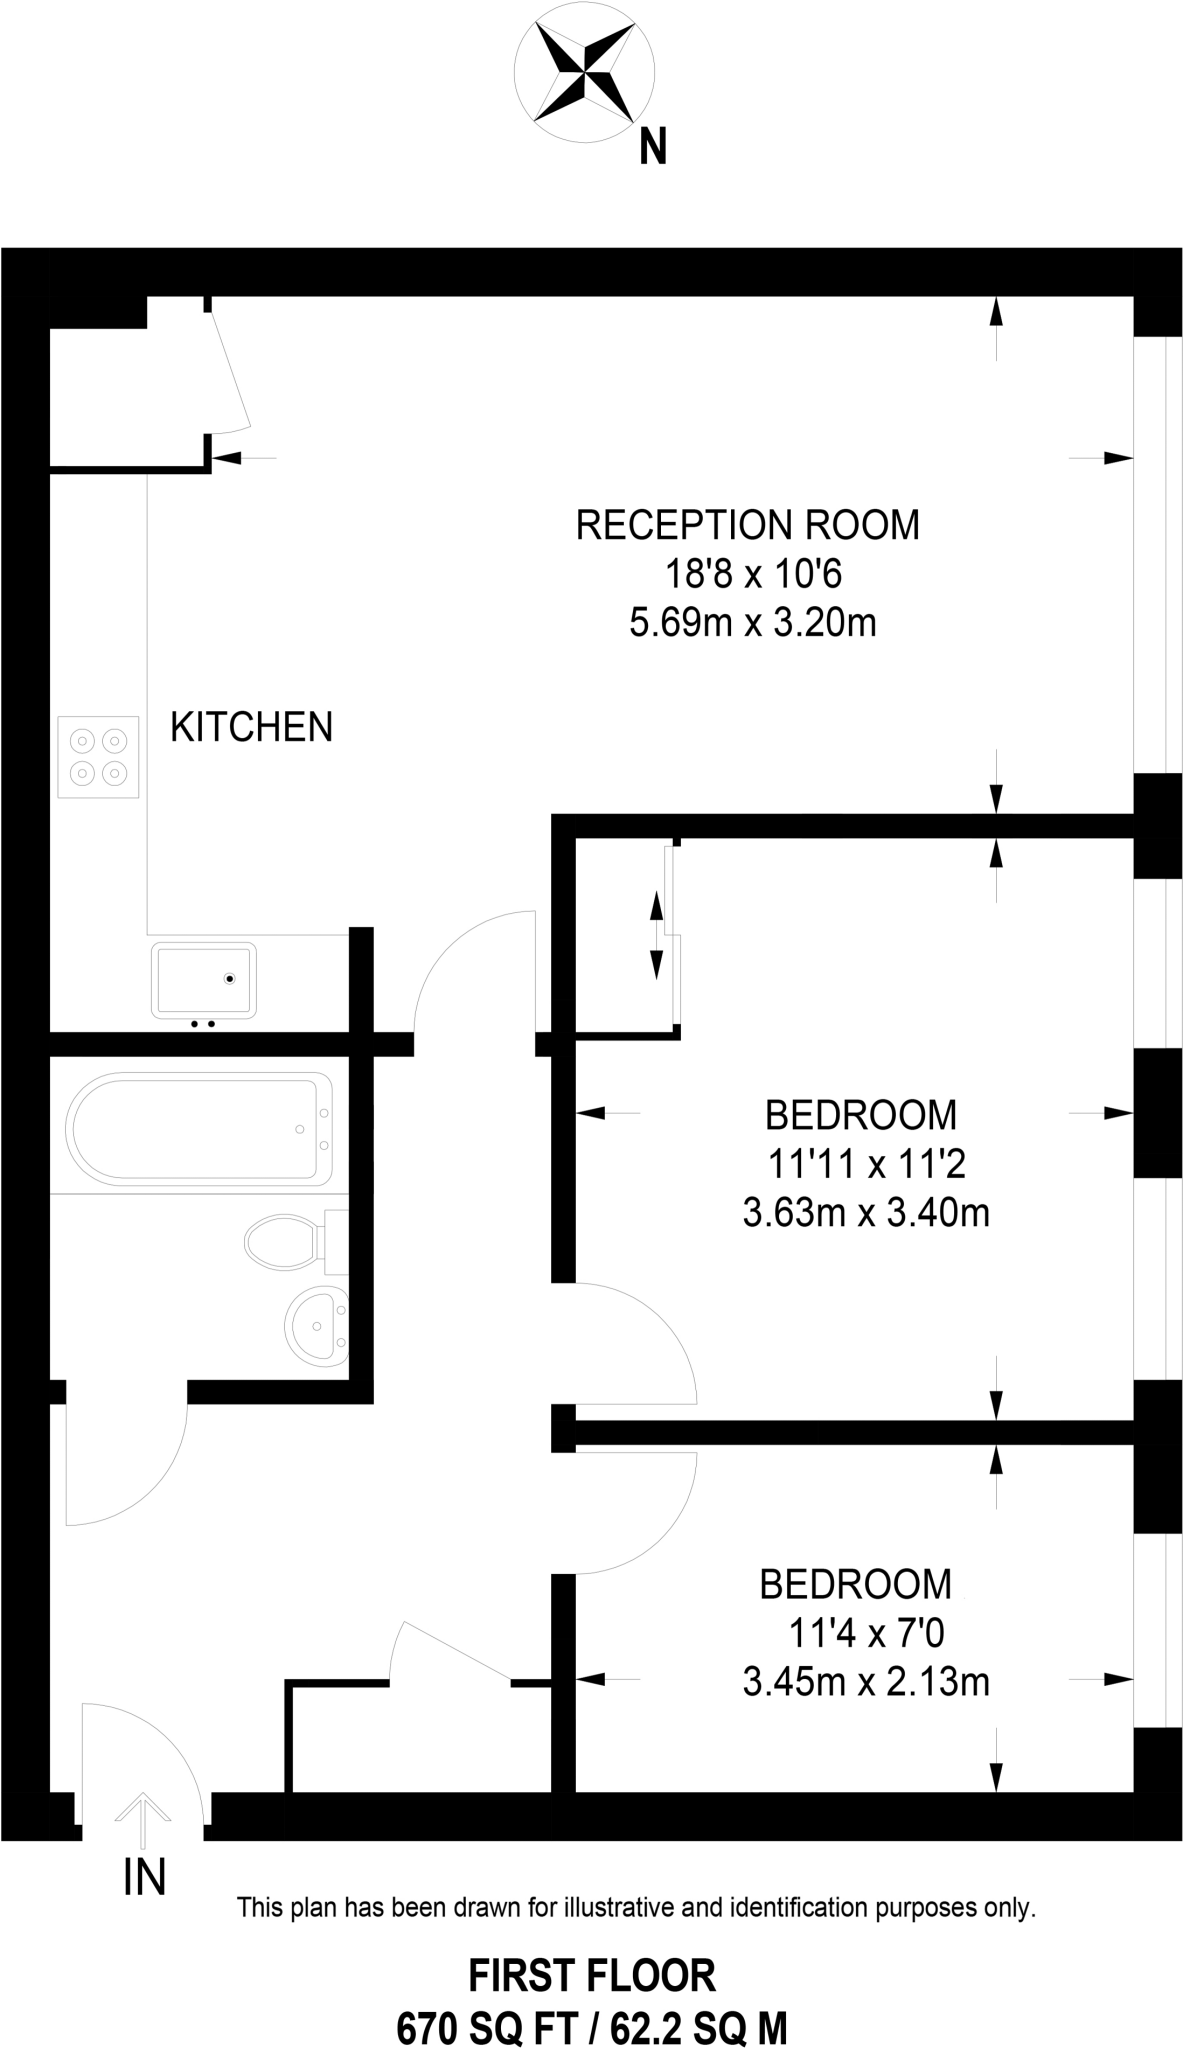 N
RECEPTION ROOM
18'8 x 10'6
5.69m x 3.20m
KITCHEN
BEDROOM
11'11 x 11'2
3.63m x 3.40m
BEDROOM
11'4 x 7'0
3.45m x 2.13m
IN
This plan has been drawn for illustrative and identification purposes only.
FIRST FLOOR
670 SQ FT / 62.2 SQ M